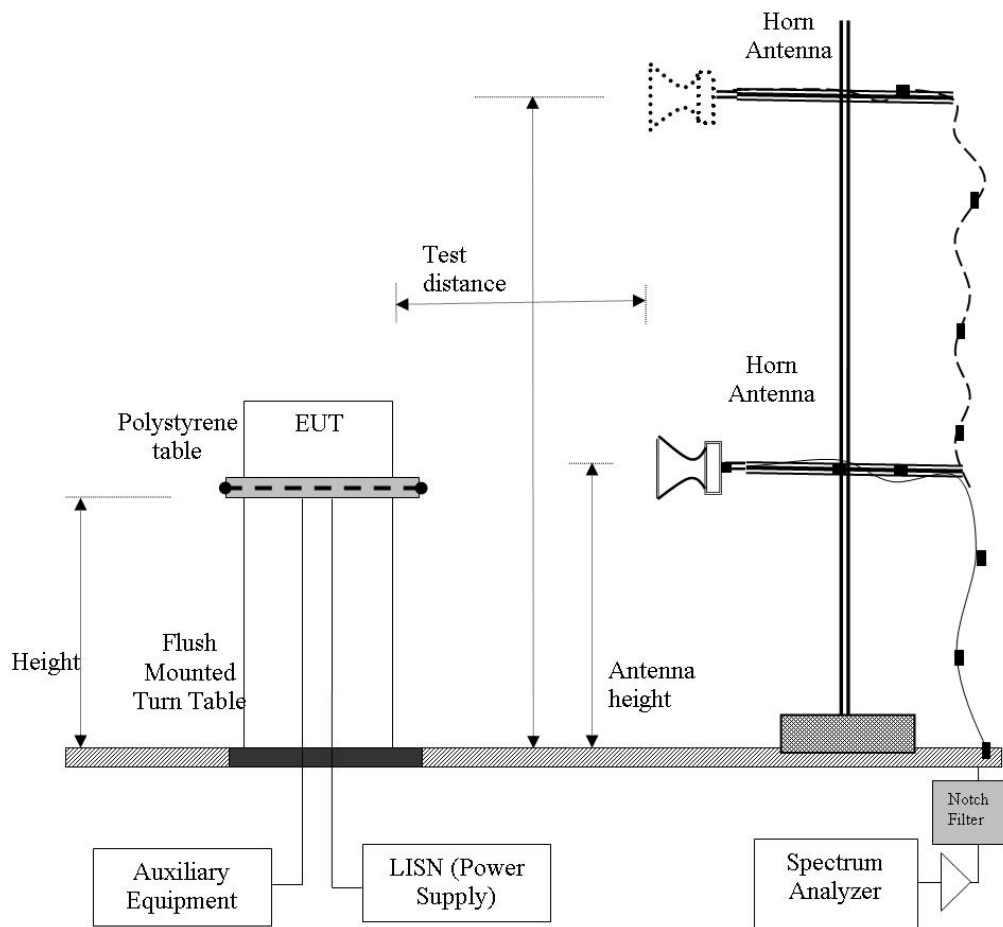 Horn
Antenna
Test
distance
Horn
Antenna
Polystyrene
table
EUT
Height
Flush
Mounted
Turn Table
Antenna
height
Notch
Filter
Auxiliary
Equipment
LISN (Power
Supply)
Spectrum
Analyzer